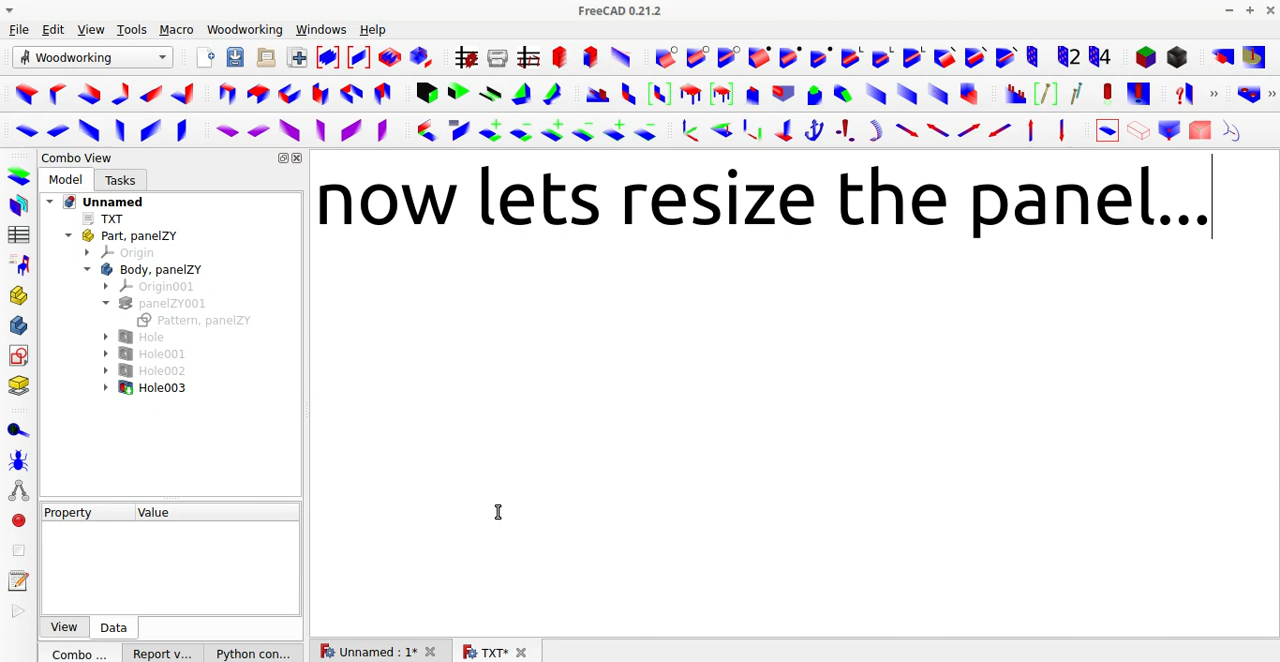 FreeCAD 0.21.2
File Edit View Tools Macro Woodworking Windows Help
Woodworking
2 4
Combo View
Model Tasks
Unnamed
TXT
Part, panelZY
Origin
Body, panelZY
Origin001
panelZY001
Pattern, panelZY
Hole
Hole001
Hole002
Hole003
now lets resize the panel...
Property Value
View Data
Combo ... Report v... Python con...
Unnamed : 1* TXT*